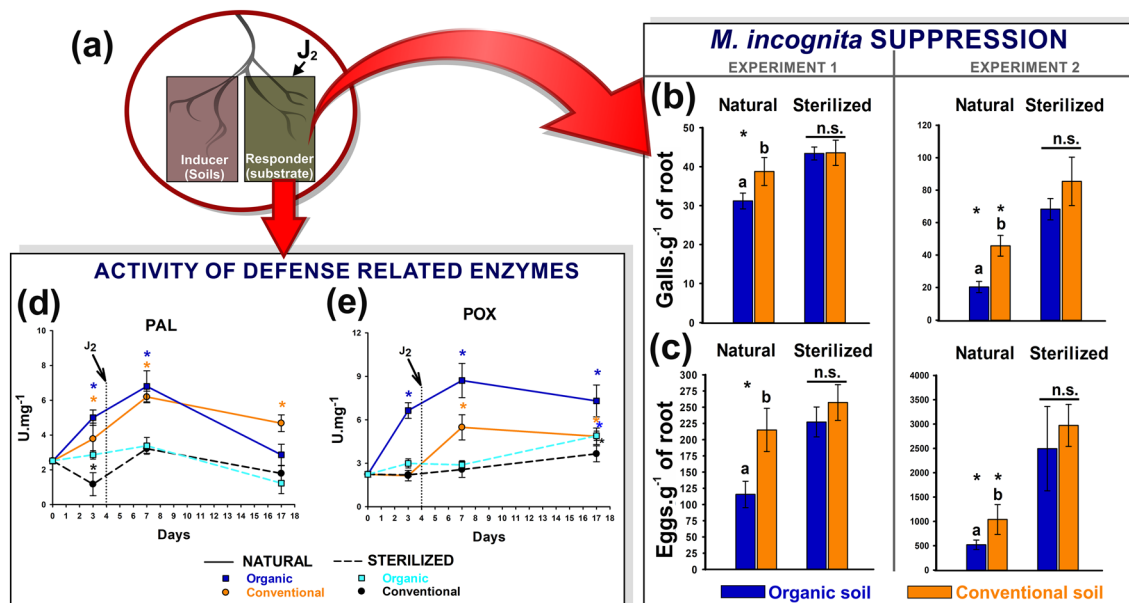 (a)
J2
Inducer
(Soils)
Responder
(substrate)
M. incognita SUPPRESSION
EXPERIMENT 1
EXPERIMENT 2
(b)
Natural Sterilized
Galls.g-1 of root
50
40
30
20
10
0
*
a
b
n.s.
Natural Sterilized
120
100
80
60
40
20
0
* *
a
b
n.s.
(c)
Natural Sterilized
Eggs.g-1 of root
300
275
250
225
200
175
150
125
100
75
50
25
0
*
a
b
n.s.
Natural Sterilized
4000
3500
3000
2500
2000
1500
1000
500
0
* *
a
b
n.s.
Organic soil
Conventional soil
ACTIVITY OF DEFENSE RELATED ENZYMES
(d)
PAL
J2
U.mg-1
10
8
6
4
2
0
* * * * * *
0 1 2 3 4 5 6 7 8 9 10 11 12 13 14 15 16 17 18
Days
(e)
POX
J2
U.mg-1
12
9
6
3
0
* * * * * *
0 1 2 3 4 5 6 7 8 9 10 11 12 13 14 15 16 17 18
Days
NATURAL
Organic
Conventional
STERILIZED
Organic
Conventional